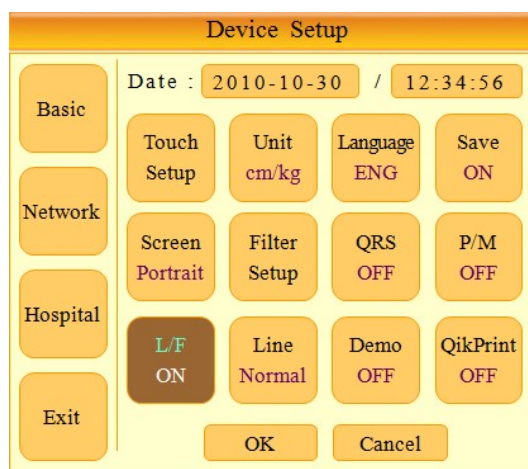 Device Setup
Date : 2010-10-30 / 12:34:56
Basic
Network
Hospital
Exit
Touch
Setup
Unit
cm/kg
Language
ENG
Save
ON
Screen
Portrait
Filter
Setup
QRS
OFF
P/M
OFF
L/F
ON
Line
Normal
Demo
OFF
QikPrint
OFF
OK
Cancel